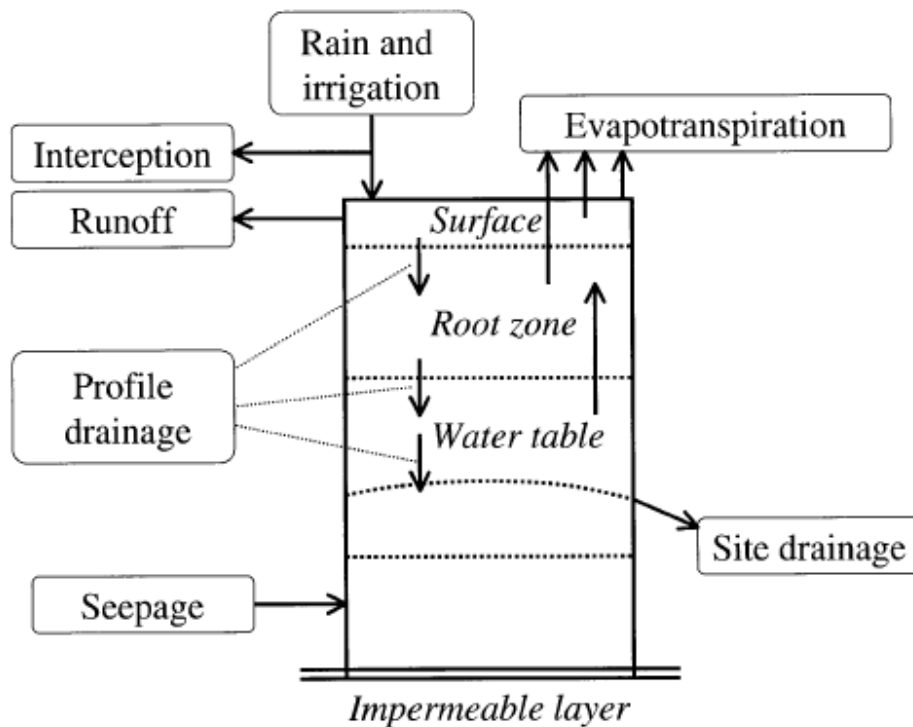 Rain and
irrigation
Interception
Evapotranspiration
Runoff
Surface
Root zone
Profile
drainage
Water table
Site drainage
Seepage
Impermeable layer